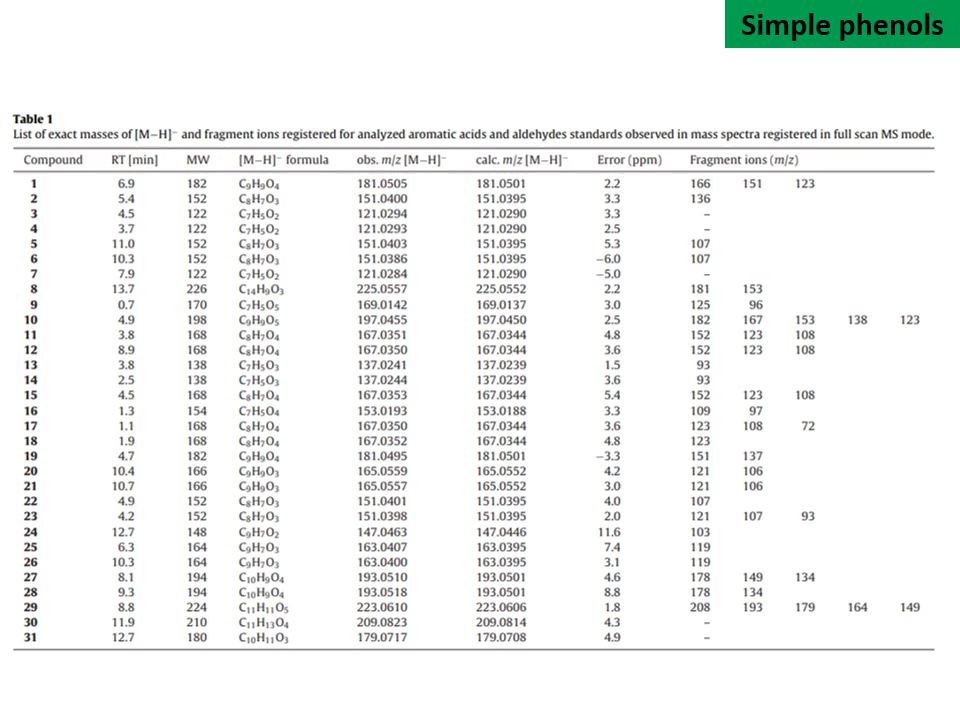 Simple phenols
Table 1
List of exact masses of [M−H]− and fragment ions registered for analyzed aromatic acids and aldehydes standards observed in mass spectra registered in full scan MS mode.
Compound RT [min] MW [M−H]− formula obs. m/z [M−H]− calc. m/z [M−H]− Error (ppm) Fragment ions (m/z)
1 6.9 182 C9H9O4 181.0505 181.0501 2.2 166 151 123
2 5.4 152 C8H7O3 151.0400 151.0395 3.3 136
3 4.5 122 C7H5O2 121.0294 121.0290 3.3 –
4 3.7 122 C7H5O2 121.0293 121.0290 2.5 –
5 11.0 152 C8H7O3 151.0403 151.0395 5.3 107
6 10.3 152 C8H7O3 151.0386 151.0395 −6.0 107
7 7.9 122 C7H5O2 121.0284 121.0290 −5.0 –
8 13.7 226 C14H9O3 225.0557 225.0552 2.2 181 153
9 0.7 170 C7H5O5 169.0142 169.0137 3.0 125 96
10 4.9 198 C9H9O5 197.0455 197.0450 2.5 182 167 153 138 123
11 3.8 168 C8H7O4 167.0351 167.0344 4.8 152 123 108
12 8.9 168 C8H7O4 167.0350 167.0344 3.6 152 123 108
13 3.8 138 C7H5O3 137.0241 137.0239 1.5 93
14 2.5 138 C7H5O3 137.0244 137.0239 3.6 93
15 4.5 168 C8H7O4 167.0353 167.0344 5.4 152 123 108
16 1.3 154 C7H5O4 153.0193 153.0188 3.3 109 97
17 1.1 168 C8H7O4 167.0350 167.0344 3.6 123 108 72
18 1.9 168 C8H7O4 167.0352 167.0344 4.8 123
19 4.7 182 C9H9O4 181.0495 181.0501 −3.3 151 137
20 10.4 166 C9H9O3 165.0559 165.0552 4.2 121 106
21 10.7 166 C9H9O3 165.0557 165.0552 3.0 121 106
22 4.9 152 C8H7O3 151.0401 151.0395 4.0 107
23 4.2 152 C8H7O3 151.0398 151.0395 2.0 121 107 93
24 12.7 148 C9H7O2 147.0463 147.0446 11.6 103
25 6.3 164 C9H7O3 163.0407 163.0395 7.4 119
26 10.3 164 C9H7O3 163.0400 163.0395 3.1 119
27 8.1 194 C10H9O4 193.0510 193.0501 4.6 178 149 134
28 9.3 194 C10H9O4 193.0518 193.0501 8.8 178 134
29 8.8 224 C11H11O5 223.0610 223.0606 1.8 208 193 179 164 149
30 11.9 210 C11H13O4 209.0823 209.0814 4.3 –
31 12.7 180 C10H11O3 179.0717 179.0708 4.9 –